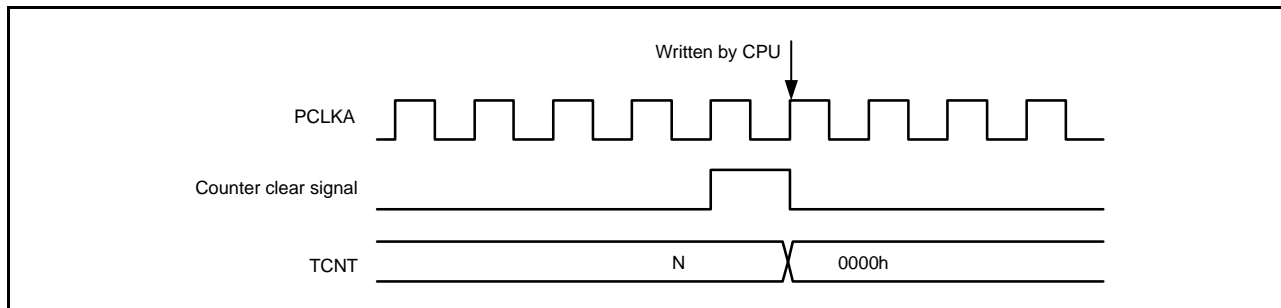 Written by CPU
PCLKA
Counter clear signal
TCNT
N
0000h